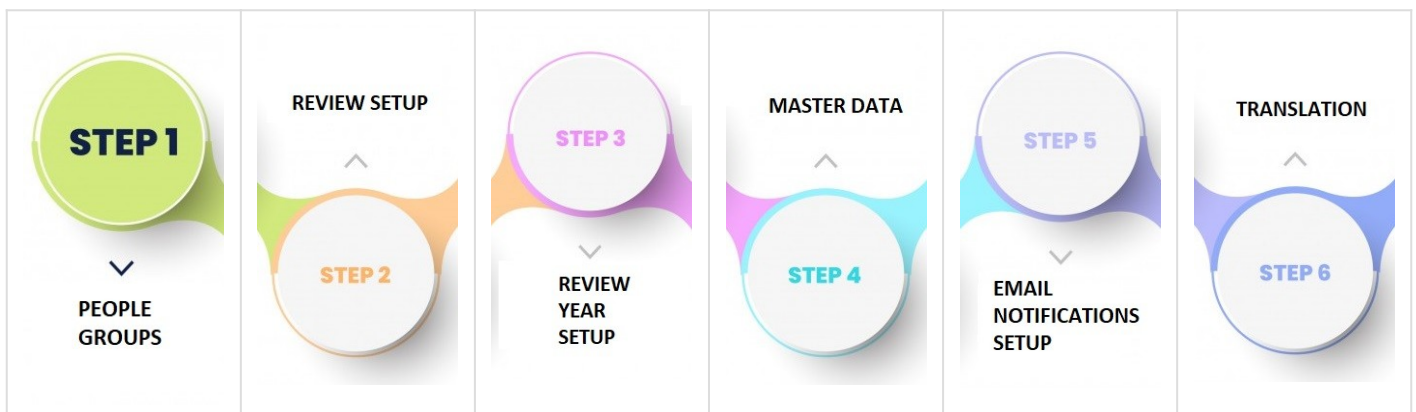 STEP 1
PEOPLE
GROUPS
REVIEW SETUP
STEP 2
STEP 3
REVIEW
YEAR
SETUP
MASTER DATA
STEP 4
STEP 5
EMAIL
NOTIFICATIONS
SETUP
TRANSLATION
STEP 6